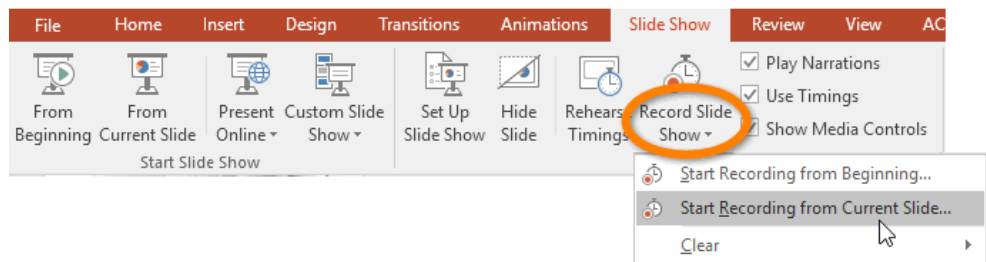 File Home Insert Design Transitions Animations Slide Show Review View AC
From Beginning
From Current Slide
Present Online
Custom Slide Show
Set Up Slide Show
Hide Slide
Rehearse Timings
Record Slide Show
Play Narrations
Use Timings
Show Media Controls
Start Slide Show
Start Recording from Beginning...
Start Recording from Current Slide...
Clear